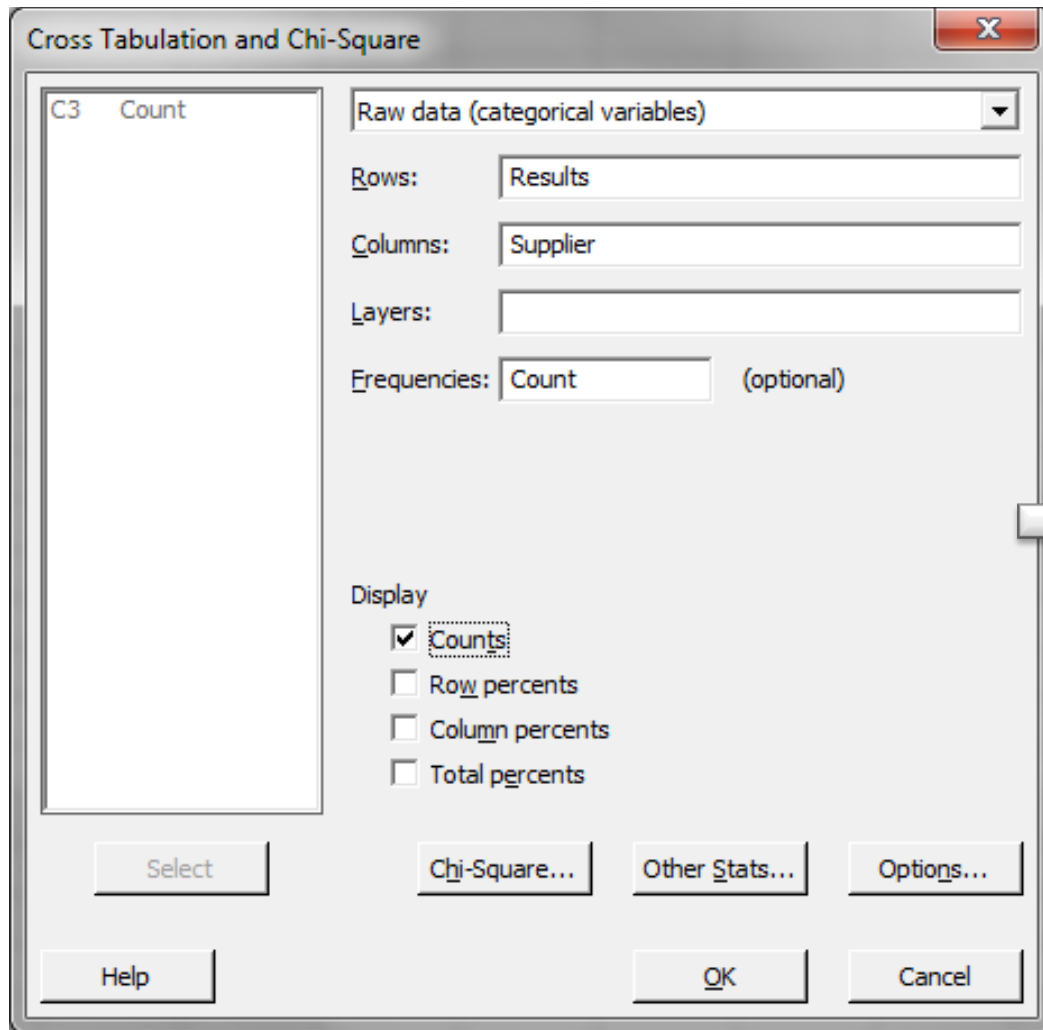 Cross Tabulation and Chi-Square
C3 Count
Raw data (categorical variables)
Rows: Results
Columns: Supplier
Layers:
Frequencies: Count (optional)
Display
Counts
Row percents
Column percents
Total percents
Select
Chi-Square... Other Stats... Options...
Help
OK Cancel